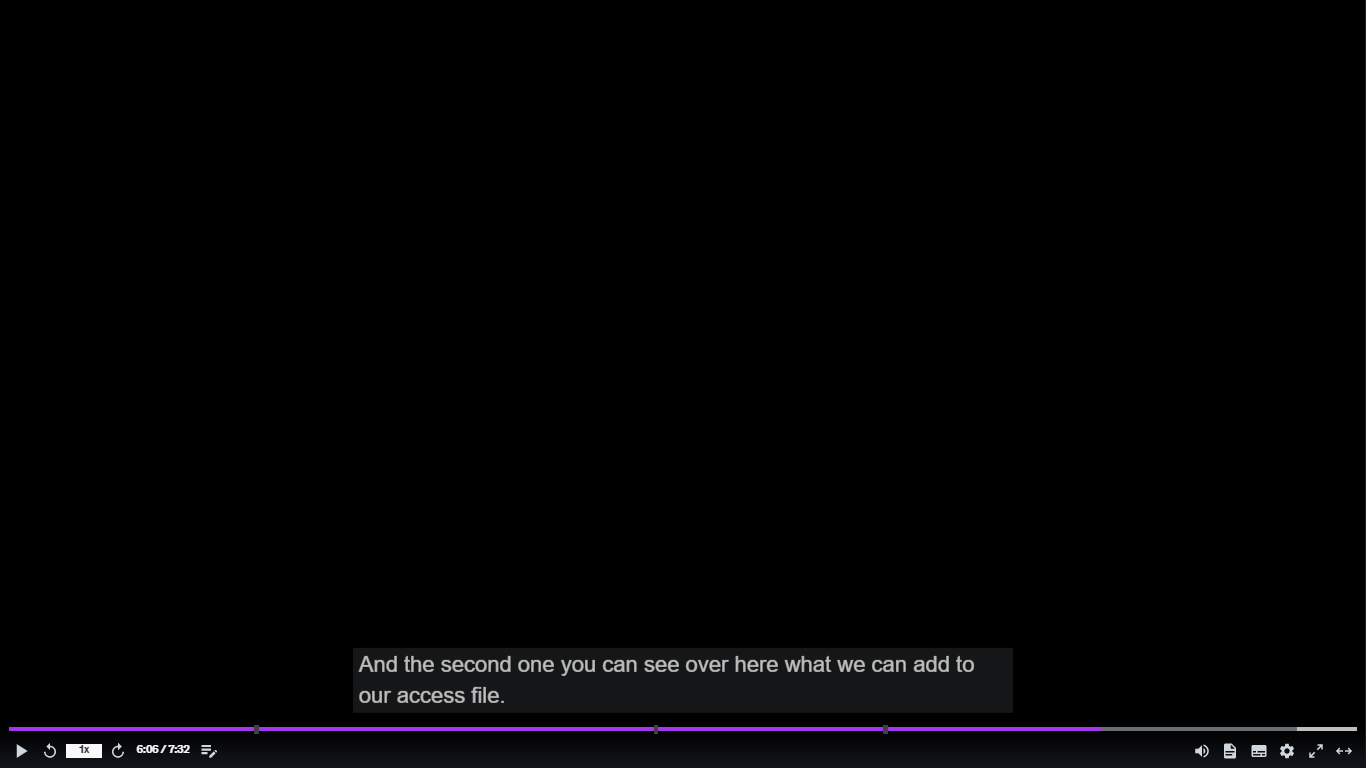 And the second one you can see over here what we can add to
our access file.
1x 6:06 / 7:32